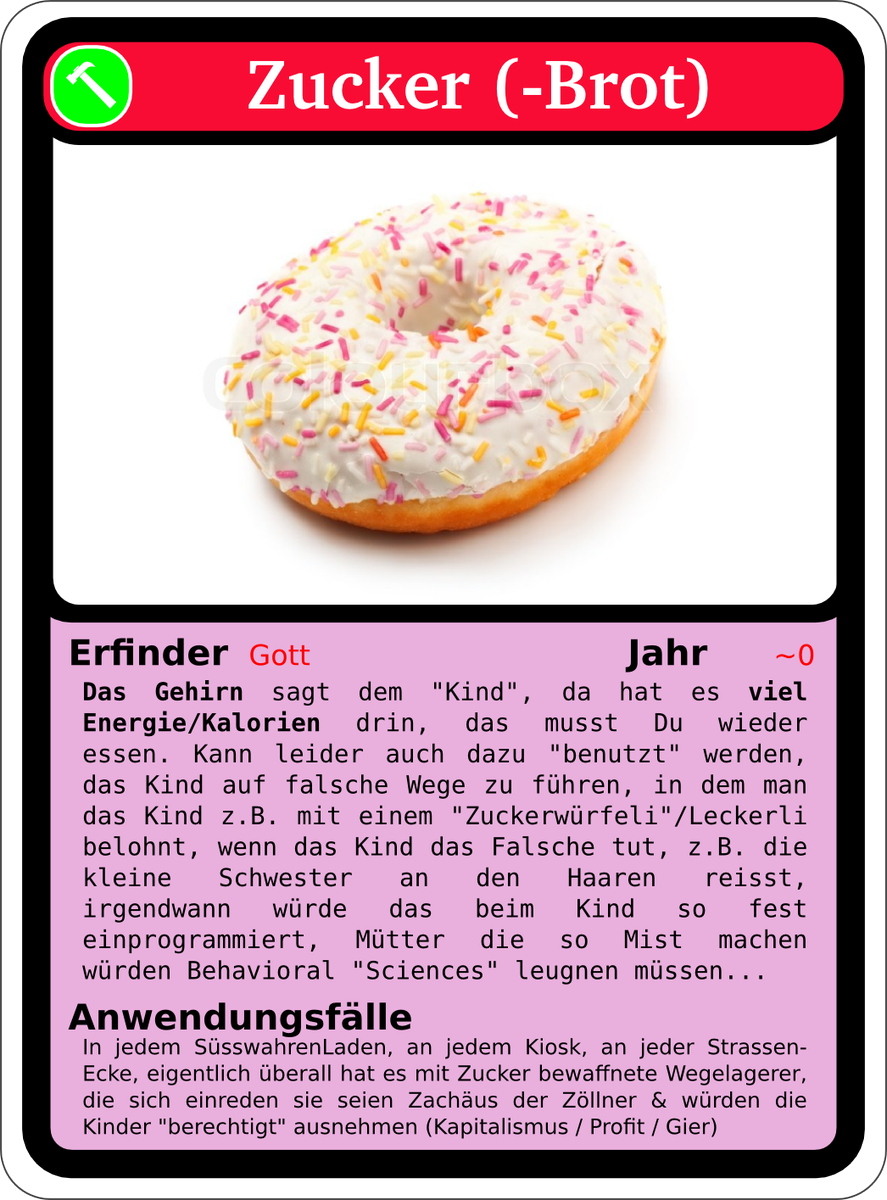 Zucker (-Brot)
colourbox
Erfinder Gott Jahr ~0
Das Gehirn sagt dem "Kind", da hat es viel
Energie/Kalorien drin, das musst Du wieder
essen. Kann leider auch dazu "benutzt" werden,
das Kind auf falsche Wege zu führen, in dem man
das Kind z.B. mit einem "Zuckerwürfeli"/Leckerli
belohnt, wenn das Kind das Falsche tut, z.B. die
kleine Schwester an den Haaren reisst,
irgendwann würde das beim Kind so fest
einprogrammiert, Mütter die so Mist machen
würden Behavioral "Sciences" leugnen müssen...
Anwendungsfälle
In jedem SüsswahrenLaden, an jedem Kiosk, an jeder Strassen-
Ecke, eigentlich überall hat es mit Zucker bewaffnete Wegelagerer,
die sich einreden sie seien Zachäus der Zöllner & würden die
Kinder "berechtigt" ausnehmen (Kapitalismus / Profit / Gier)